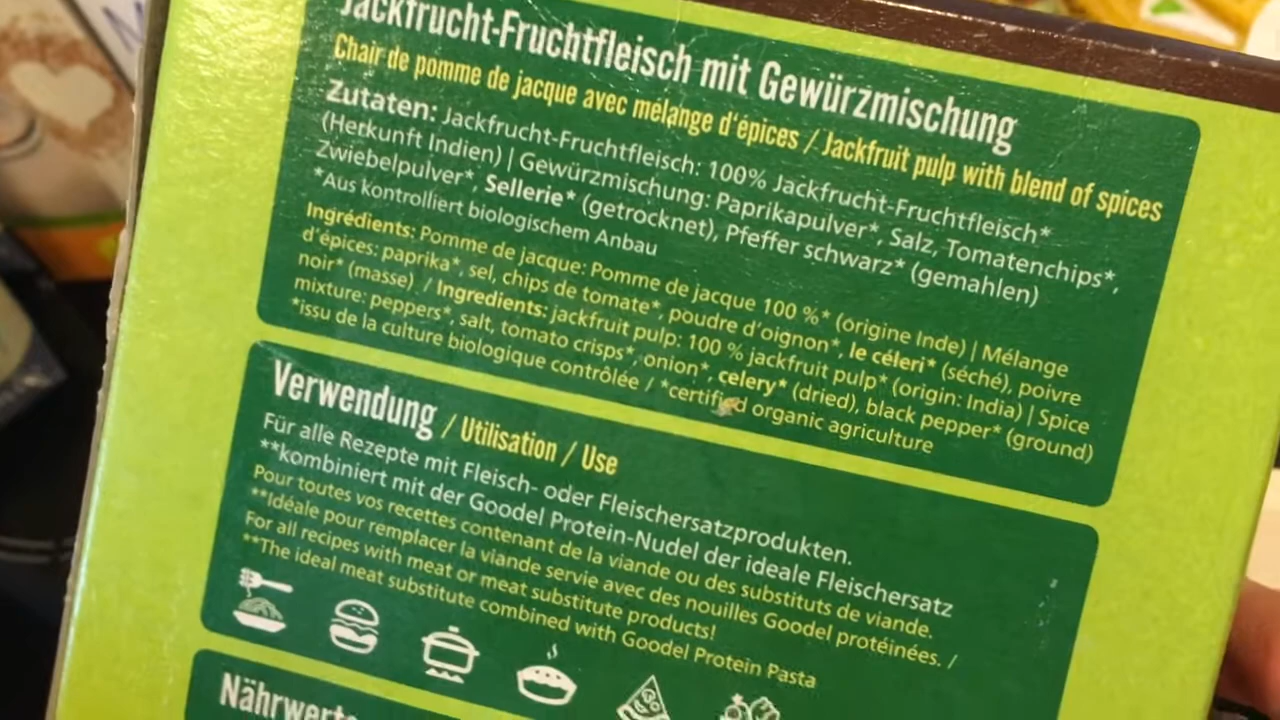 Jackfrucht-Fruchtfleisch mit Gewürzmischung
Chair de pomme de jacque avec mélange d'épices / Jackfruit pulp with blend of spices
Zutaten: Jackfrucht-Fruchtfleisch: 100% Jackfrucht-Fruchtfleisch*
(Herkunft Indien) | Gewürzmischung: Paprikapulver*, Salz, Tomatenchips*,
Zwiebelpulver*, Sellerie* (getrocknet), Pfeffer schwarz* (gemahlen)
*Aus kontrolliert biologischem Anbau
Ingrédients: Pomme de jacque: Pomme de jacque 100 %* (origine Inde) | Mélange
d'épices: paprika*, sel, chips de tomate*, poudre d'oignon*, le céleri* (séché), poivre
noir* (masse) / Ingredients: jackfruit pulp: 100 % jackfruit pulp* (origin: India) | Spice
mixture: peppers*, salt, tomato crisps*, onion*, celery* (dried), black pepper* (ground)
*issu de la culture biologique contrôlée / *certified organic agriculture
Verwendung / Utilisation / Use
Für alle Rezepte mit Fleisch- oder Fleischersatzprodukten.
**kombiniert mit der Goodel Protein-Nudel der ideale Fleischersatz
Pour toutes vos recettes contenant de la viande ou des substituts de viande.
**Idéale pour remplacer la viande servie avec des nouilles Goodel protéinées. /
For all recipes with meat or meat substitute products!
**The ideal meat substitute combined with Goodel Protein Pasta
Nährwerte